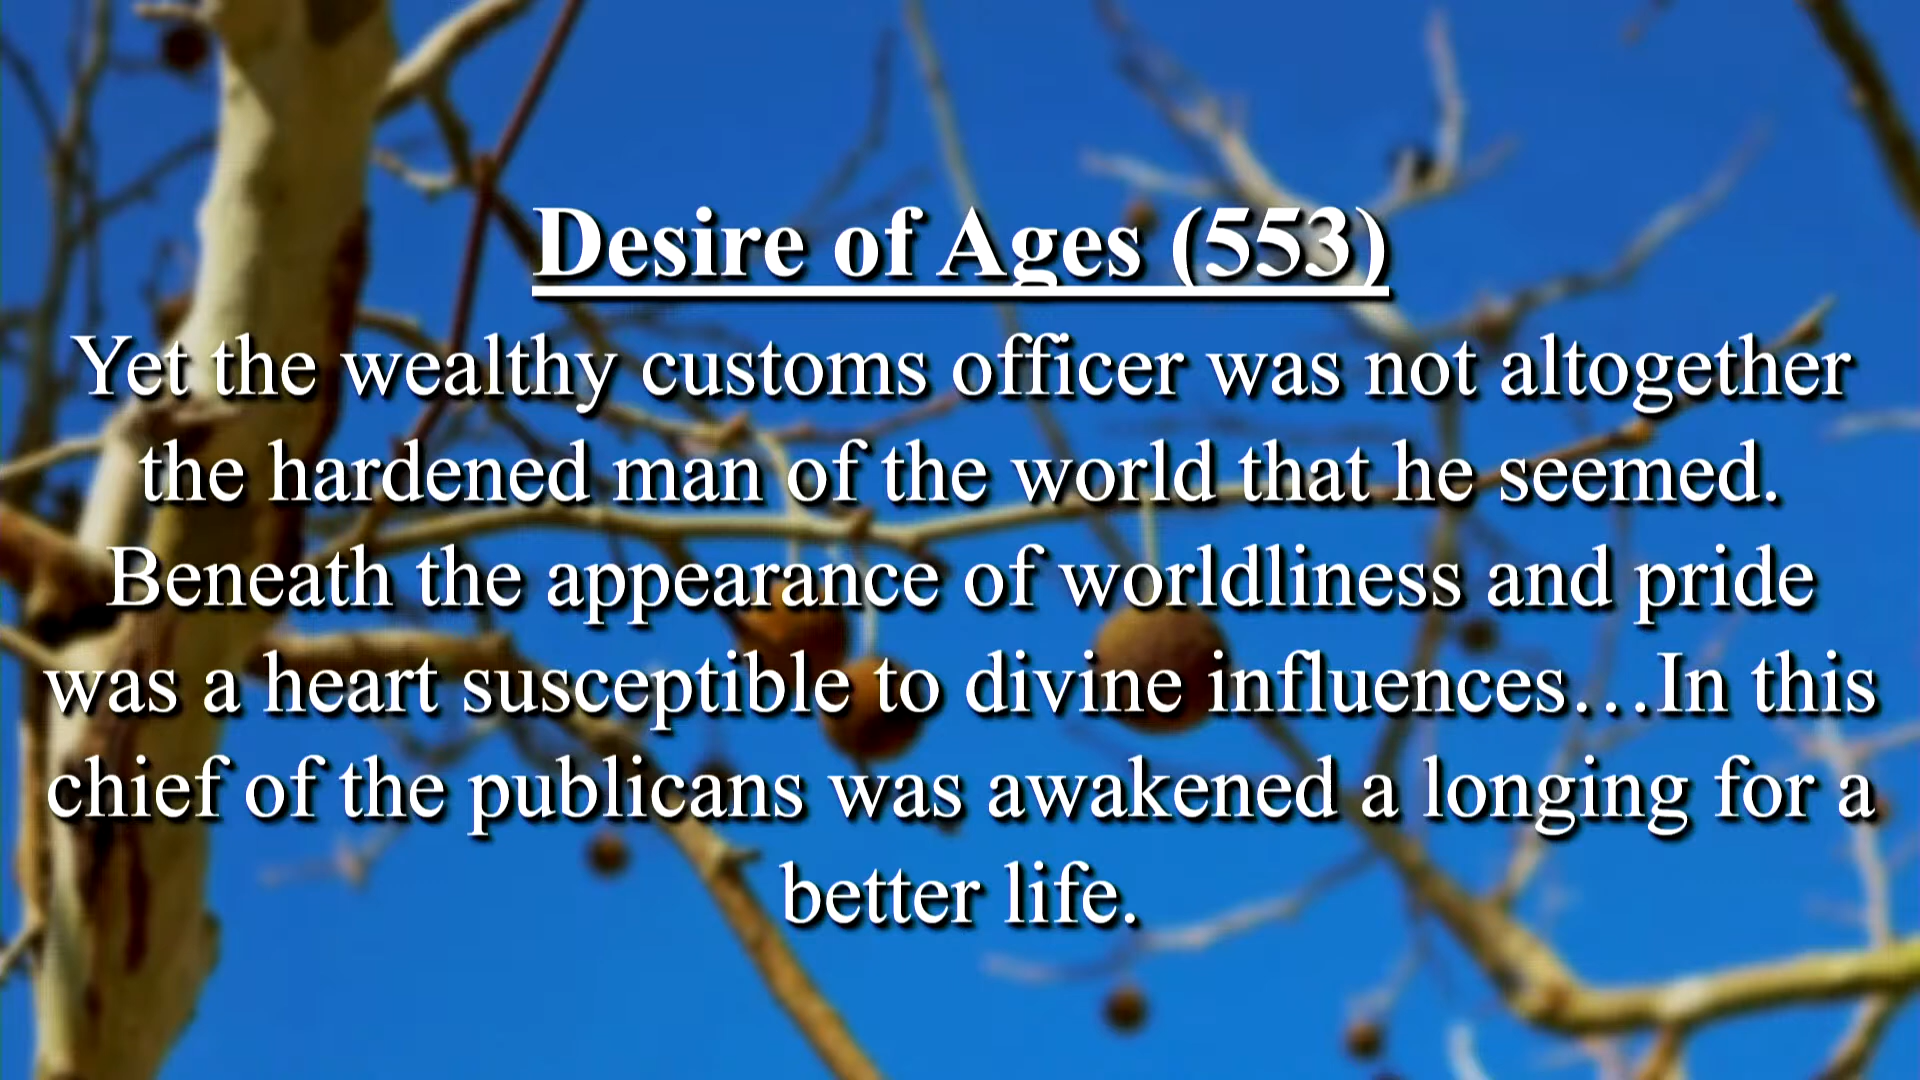 Desire of Ages (553)
Yet the wealthy customs officer was not altogether
the hardened man of the world that he seemed.
Beneath the appearance of worldliness and pride
was a heart susceptible to divine influences…In this
chief of the publicans was awakened a longing for a
better life.